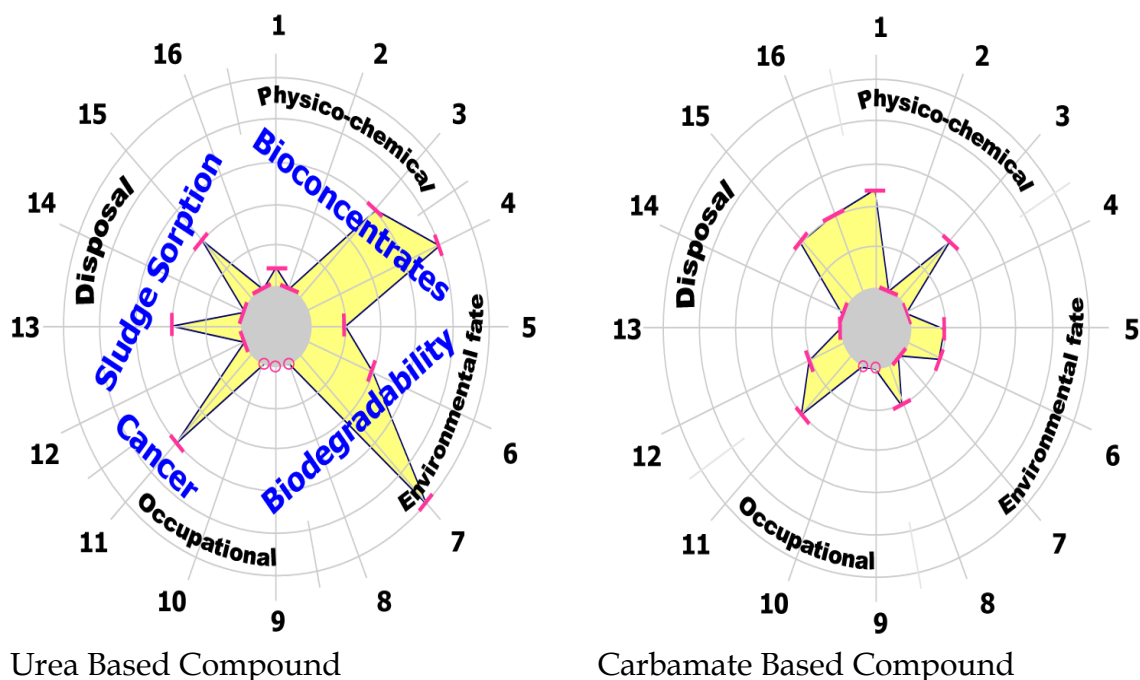 1
2
3
4
5
6
7
8
9
10
11
12
13
14
15
16
Physico-chemical
Environmental fate
Occupational
Disposal
Bioconcentrates
Biodegradability
Cancer
Sludge Sorption
Urea Based Compound
1
2
3
4
5
6
7
8
9
10
11
12
13
14
15
16
Physico-chemical
Environmental fate
Occupational
Disposal
Carbamate Based Compound